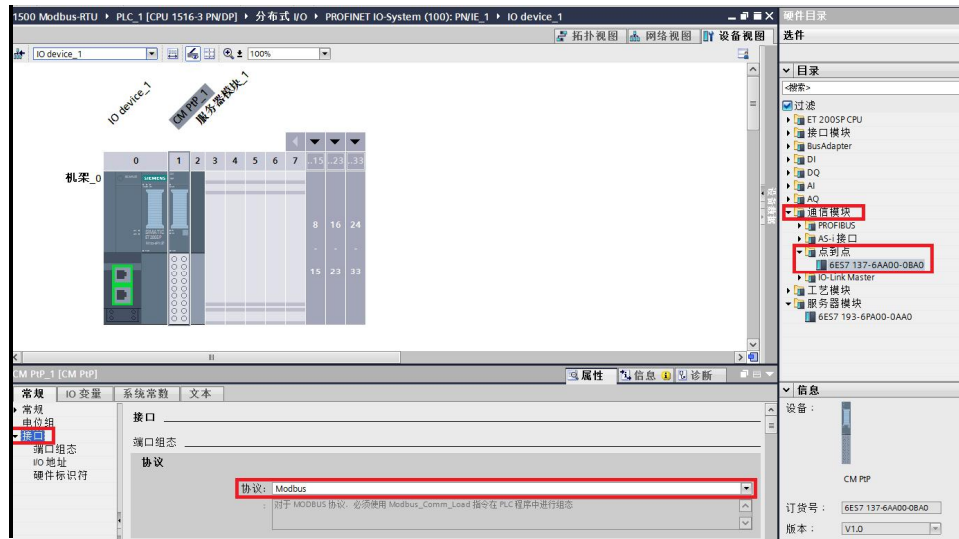 1500 Modbus-RTU ▸ PLC_1 [CPU 1516-3 PN/DP] ▸ 分布式 I/O ▸ PROFINET IO-System (100): PN/IE_1 ▸ IO device_1
硬件目录
拓扑视图 网络视图 设备视图
选件
IO device_1 100%
目录
<搜索>
过滤
ET 200SP CPU
接口模块
BusAdapter
DI
DQ
AI
AQ
通信模块
PROFIBUS
AS-i 接口
点到点
6ES7 137-6AA00-0BA0
IO-Link Master
工艺模块
服务器模块
6ES7 193-6PA00-0AA0
IO device_1
CM PtP_1
服务器模块_1
0 1 2 3 4 5 6 7 ..15 ..23 ..33
机架_0
SIEMENS
8 16 24
15 23 33
CM PtP_1 [CM PtP]
属性 信息 诊断
常规 IO 变量 系统常数 文本
常规
电位组
接口
端口组态
I/O 地址
硬件标识符
接口
端口组态
协议
协议: Modbus
对于 MODBUS 协议，必须使用 Modbus_Comm_Load 指令在 PLC 程序中进行组态
信息
设备:
CM PtP
订货号: 6ES7 137-6AA00-0BA0
版本: V1.0